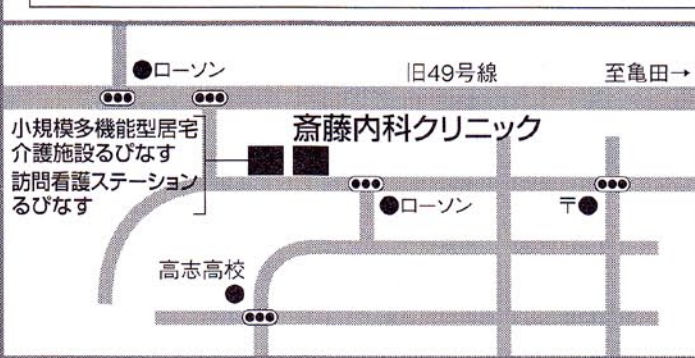 ローソン
旧49号線
至亀田→
小規模多機能型居宅
介護施設るぴなす
訪問看護ステーション
るぴなす
斎藤内科クリニック
ローソン
〒
高志高校